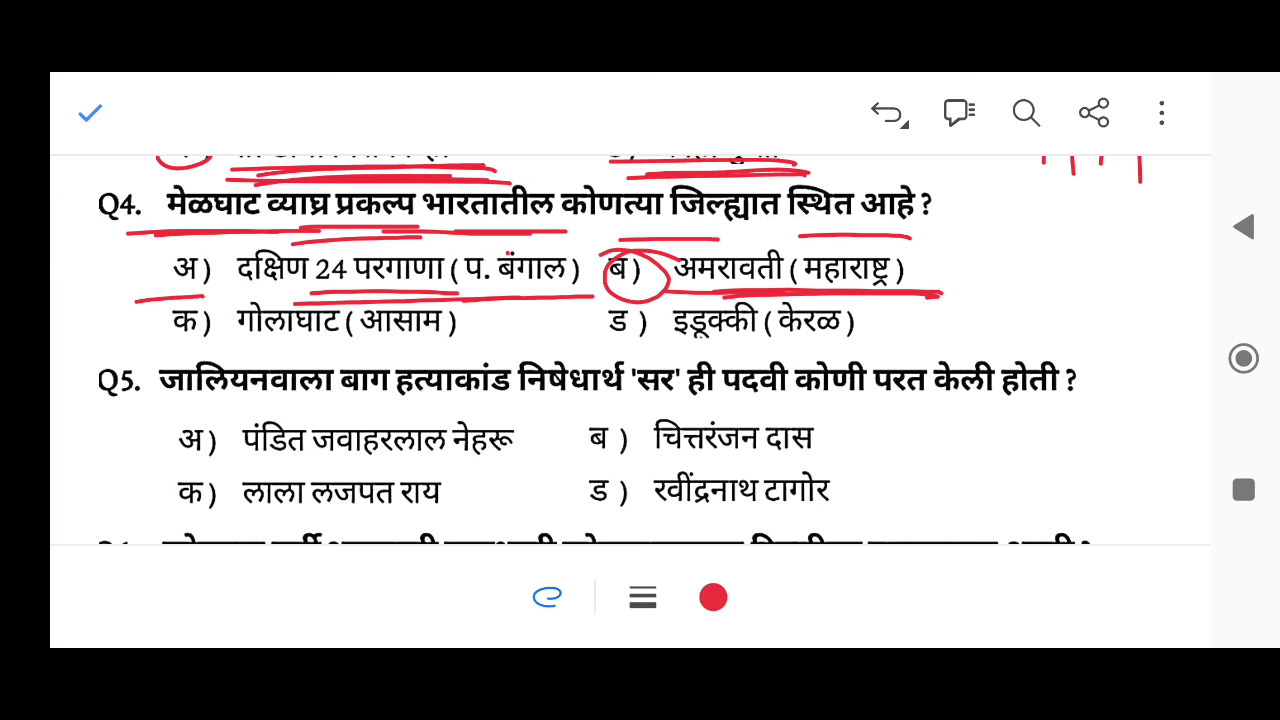 Q4. मेळघाट व्याघ्र प्रकल्प भारतातील कोणत्या जिल्ह्यात स्थित आहे ?
अ ) दक्षिण 24 परगाणा ( प. बंगाल ) ब ) अमरावती ( महाराष्ट्र )
क ) गोलाघाट ( आसाम ) ड ) इडूक्की ( केरळ )
Q5. जालियनवाला बाग हत्याकांड निषेधार्थ 'सर' ही पदवी कोणी परत केली होती ?
अ ) पंडित जवाहरलाल नेहरू ब ) चित्तरंजन दास
क ) लाला लजपत राय ड ) रवींद्रनाथ टागोर